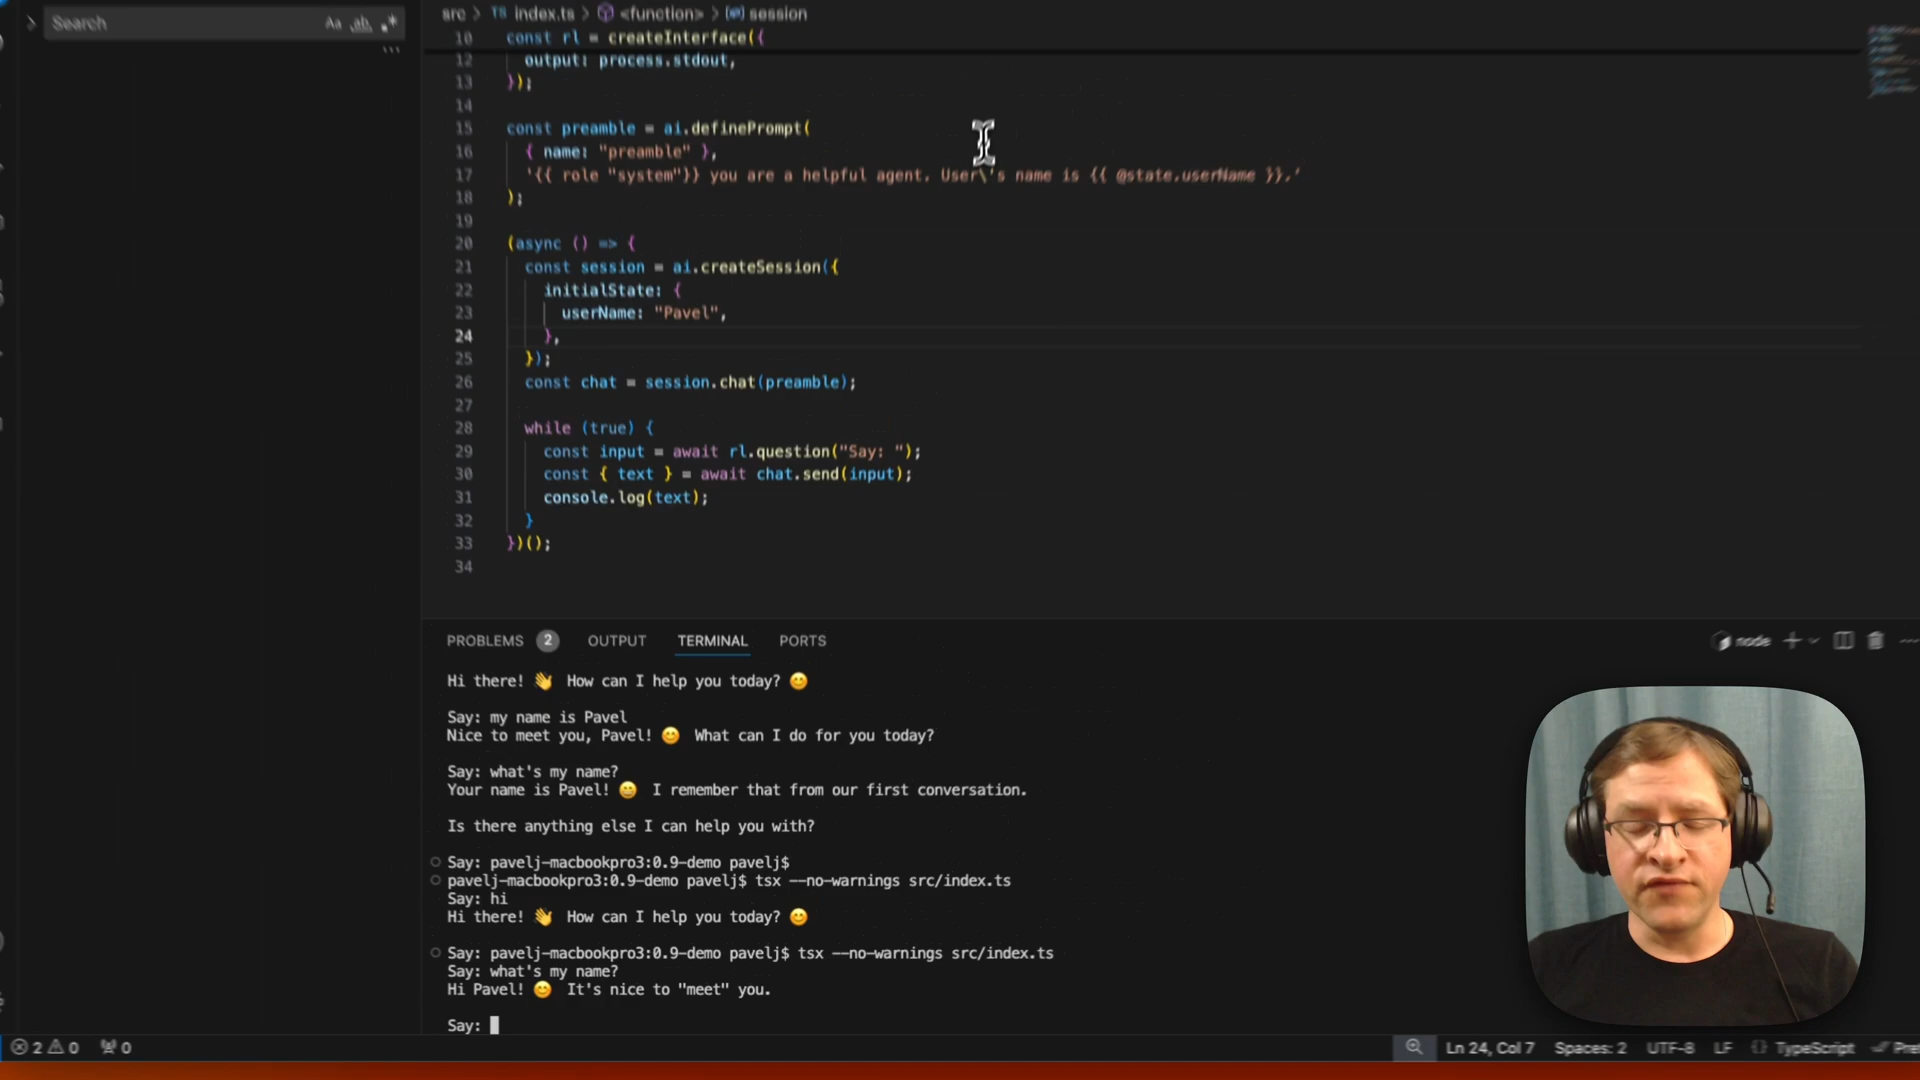 Search Aa ab
src > TS index.ts > <function> > session
10 const rl = createInterface({
12 output: process.stdout,
13 });
14
15 const preamble = ai.definePrompt(
16 { name: "preamble" },
17 '{{ role "system"}} you are a helpful agent. User\'s name is {{ @state.userName }}.'
18 );
19
20 (async () => {
21 const session = ai.createSession({
22 initialState: {
23 userName: "Pavel",
24 },
25 });
26 const chat = session.chat(preamble);
27
28 while (true) {
29 const input = await rl.question("Say: ");
30 const { text } = await chat.send(input);
31 console.log(text);
32 }
33 })();
34
PROBLEMS 2 OUTPUT TERMINAL PORTS node
Hi there! 👋 How can I help you today? 😊
Say: my name is Pavel
Nice to meet you, Pavel! 😊 What can I do for you today?
Say: what's my name?
Your name is Pavel! 😄 I remember that from our first conversation.
Is there anything else I can help you with?
Say: pavelj-macbookpro3:0.9-demo pavelj$
pavelj-macbookpro3:0.9-demo pavelj$ tsx --no-warnings src/index.ts
Say: hi
Hi there! 👋 How can I help you today? 😊
Say: pavelj-macbookpro3:0.9-demo pavelj$ tsx --no-warnings src/index.ts
Say: what's my name?
Hi Pavel! 😊 It's nice to "meet" you.
Say:
2 0 0 Ln 24, Col 7 Spaces: 2 UTF-8 LF {} TypeScript